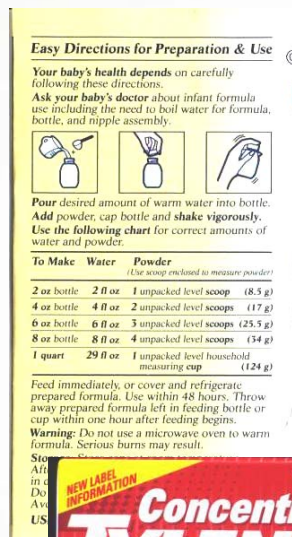 Easy Directions for Preparation & Use
Your baby's health depends on carefully
following these directions.
Ask your baby's doctor about infant formula
use including the need to boil water for formula,
bottle, and nipple assembly.
Pour desired amount of warm water into bottle.
Add powder, cap bottle and shake vigorously.
Use the following chart for correct amounts of
water and powder.
To Make Water Powder
(Use scoop enclosed to measure powder)
2 oz bottle 2 fl oz 1 unpacked level scoop (8.5 g)
4 oz bottle 4 fl oz 2 unpacked level scoops (17 g)
6 oz bottle 6 fl oz 3 unpacked level scoops (25.5 g)
8 oz bottle 8 fl oz 4 unpacked level scoops (34 g)
1 quart 29 fl oz 1 unpacked level household
measuring cup (124 g)
Feed immediately, or cover and refrigerate
prepared formula. Use within 48 hours. Throw
away prepared formula left in feeding bottle or
cup within one hour after feeding begins.
Warning: Do not use a microwave oven to warm
formula. Serious burns may result.
NEW LABEL
INFORMATION
Concent